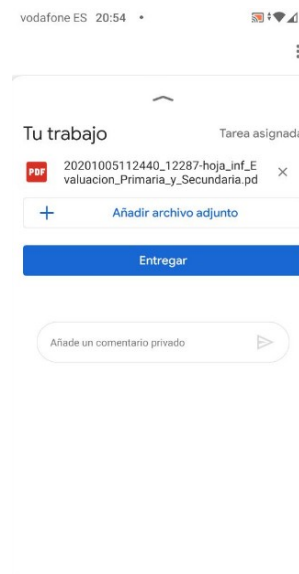 vodafone ES 20:54 •
Tu trabajo
Tarea asignada
PDF
20201005112440_12287-hoja_inf_E
valuacion_Primaria_y_Secundaria.pd
+ Añadir archivo adjunto
Entregar
Añade un comentario privado